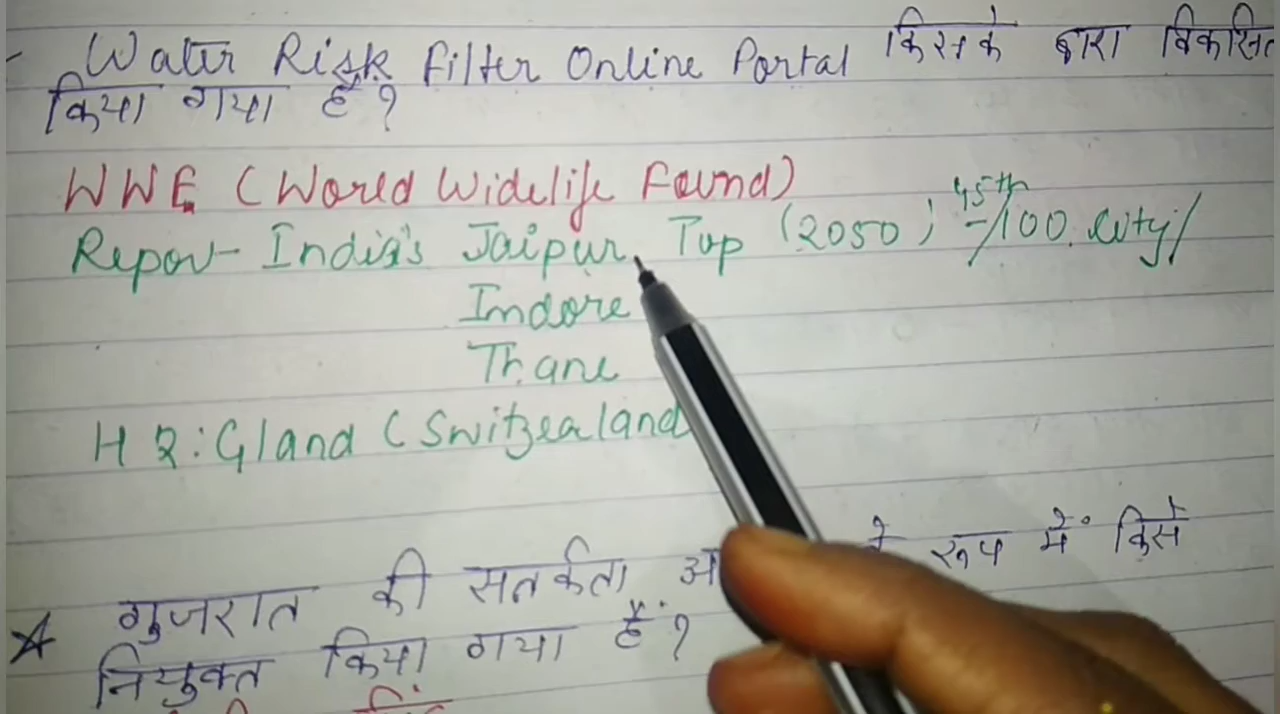 - Water Risk Filter Online Portal किसके द्वारा विकसित
किया गया है?
WWF (World Widelife Found)
Repor - India's Jaipur Top (2050) 45th /100 city/
Indore
Thane
HQ: Gland (Switzealand
गुजरात की सतर्कता के रूप में किसे
नियुक्त किया गया है?